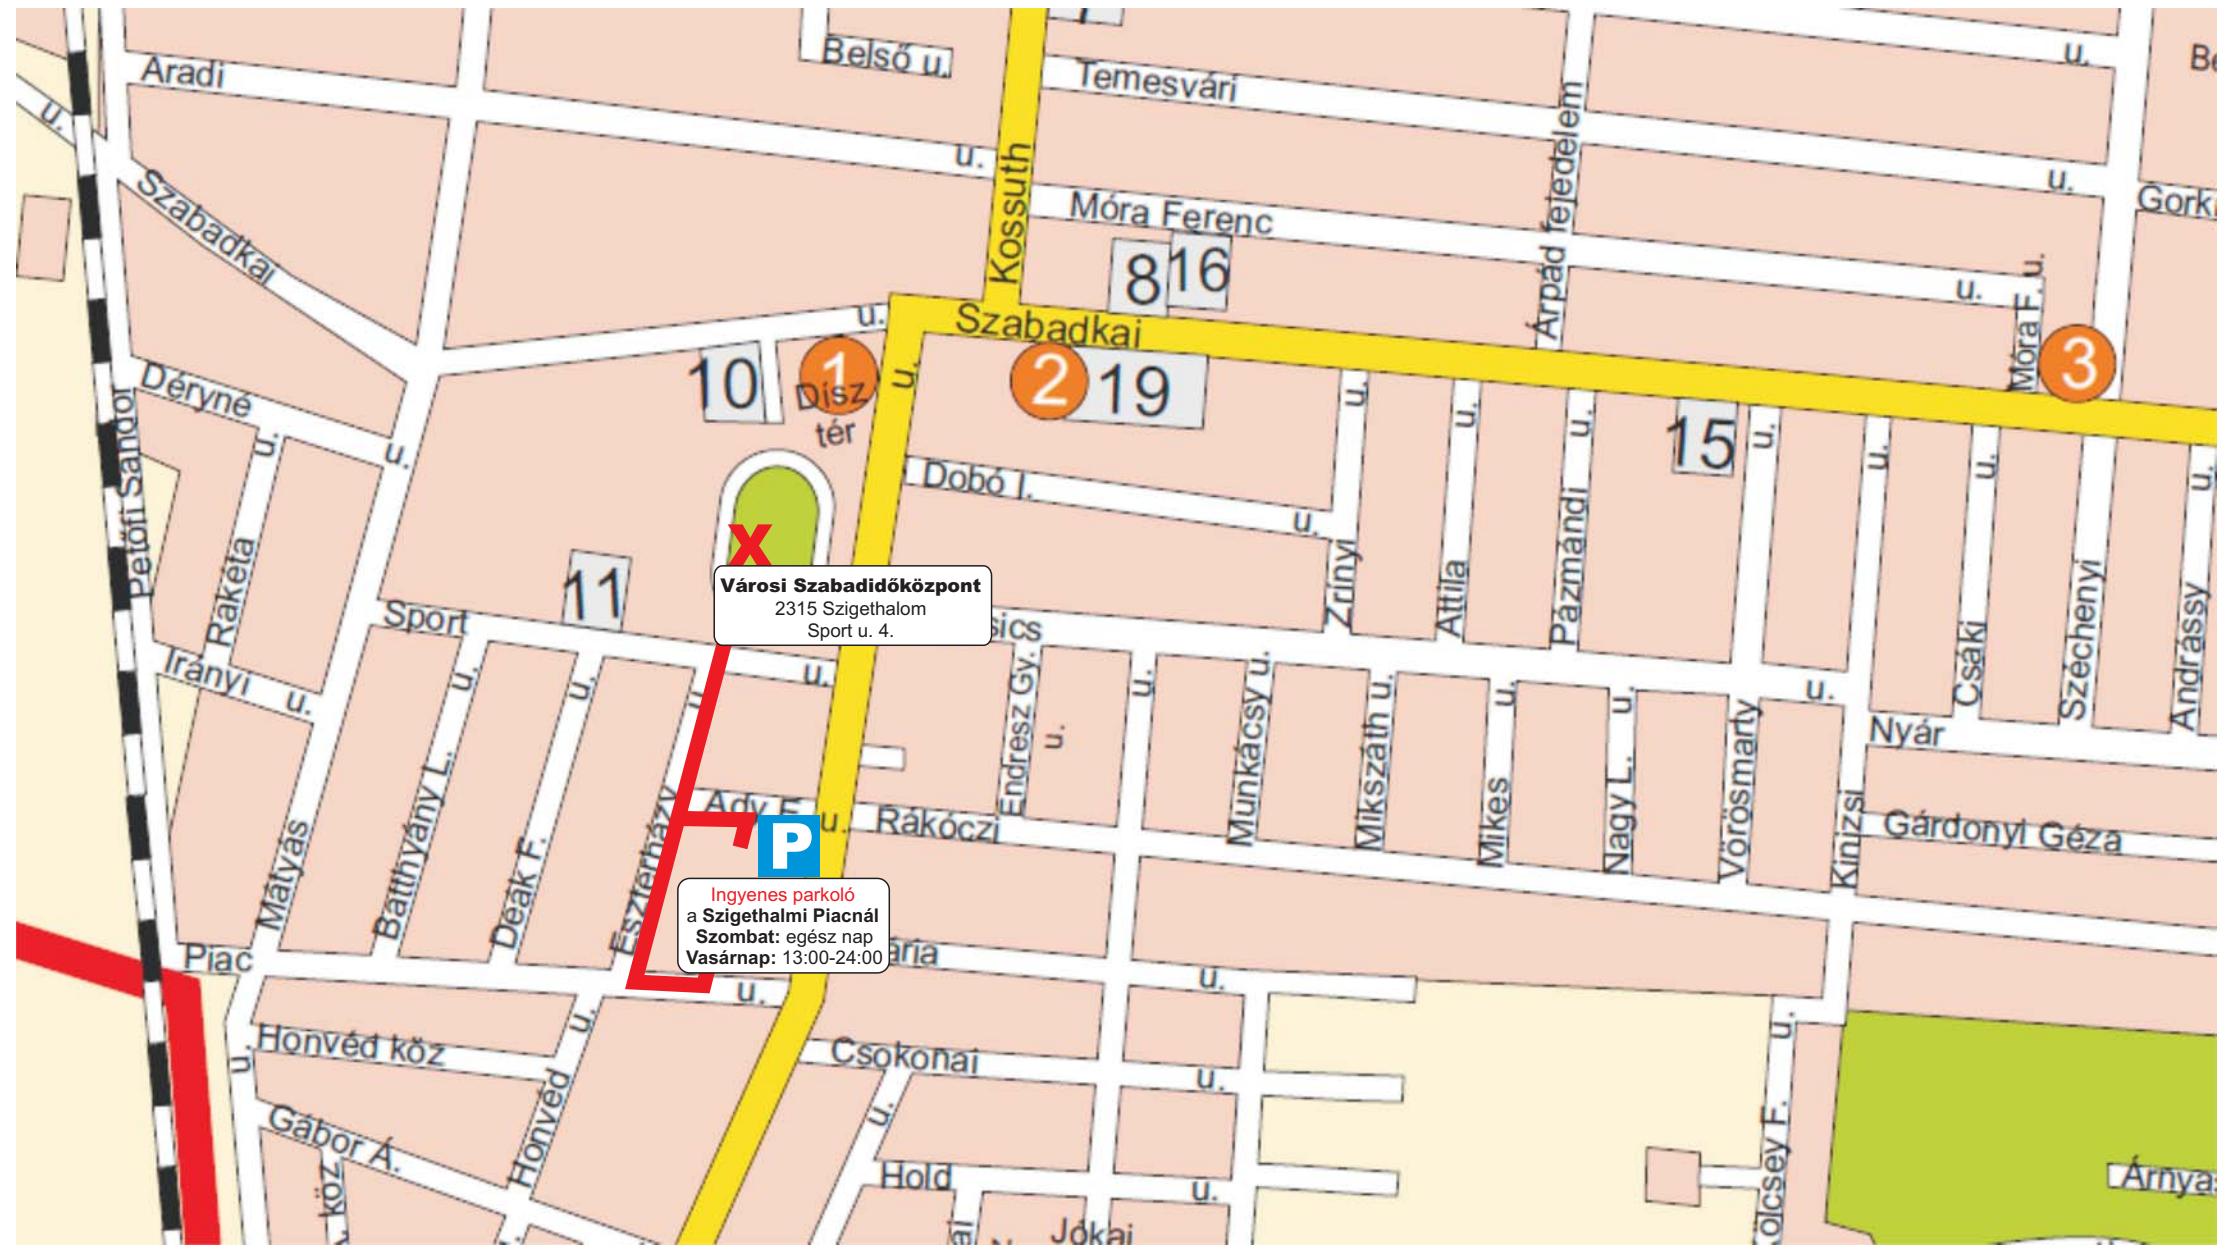 Belső u.
u.
Aradi
Temesvári
u.
u.
u.
Árpád fejedelem
Kossuth
Szabadkai
Móra Ferenc
8
16
u.
Móra F. u.
u.
Szabadkai
10
1
Dísz
tér
u.
2
19
3
Déryné
u.
u.
Petőfi Sándor
Rákéta
Dobó I.
u.
Zrínyi
u.
Attila
u.
Pázmándi
u.
15
u.
u.
Csáki
u.
Széchenyi
Andrássy
u.
X
11
Városi Szabadidőközpont
2315 Szigethalom
Sport u. 4.
Sport
u.
Irányi
u.
Endresz Gy.
u.
u.
Munkácsy u.
Mikszáth u.
Mikes
u.
Nagy L.
u.
Vörösmarty
u.
Kinizsi
Nyár
Gárdonyi Géza
Mátyás
u.
Batthyány L.
u.
Deák F.
u.
Eszterházy
u.
Ady E.
u.
Rákóczi
P
Ingyenes parkoló
a Szigethalmi Piacnál
Szombat: egész nap
Vasárnap: 13:00-24:00
Piac
u.
u.
Honvéd köz
Honvéd
u.
Csokonai
u.
u.
Gábor Á.
köz
Hold
u.
Jókai
u.